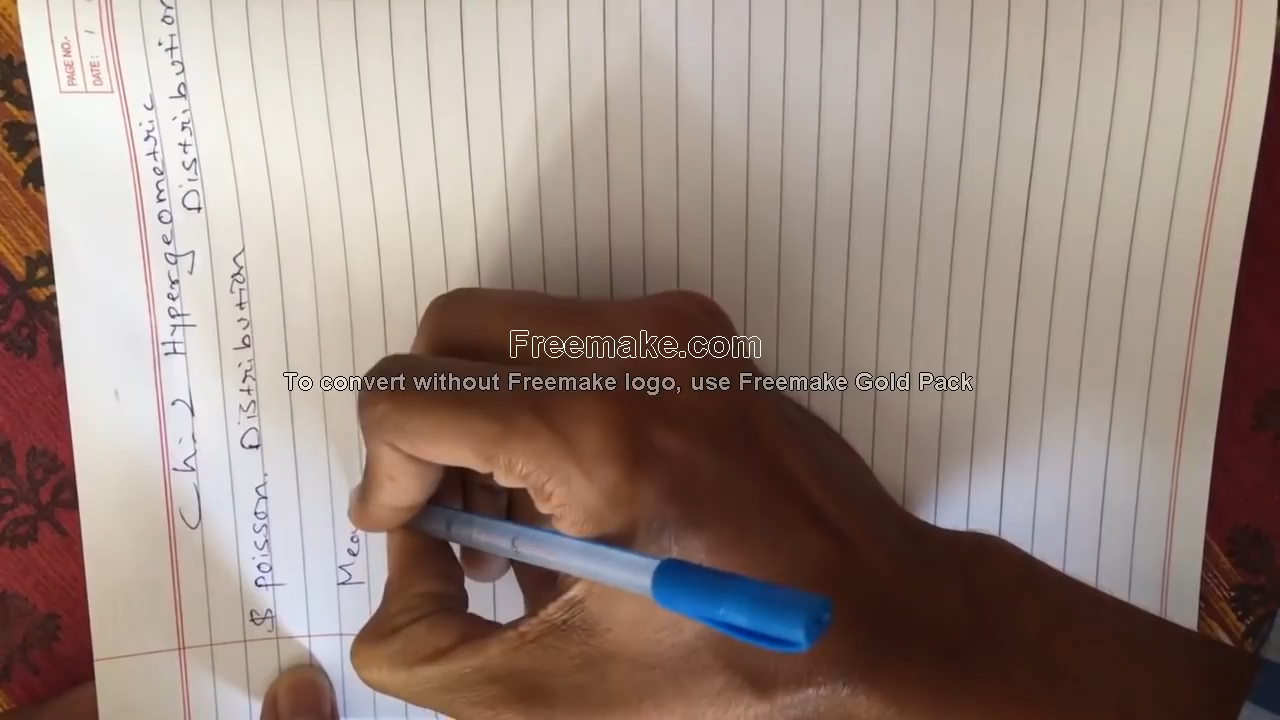 PAGE NO.
DATE: /
Ch:2 Hypergeometric
Distribution
$ poisson. Distribution
Mea
Freemake.com
To convert without Freemake logo, use Freemake Gold Pack